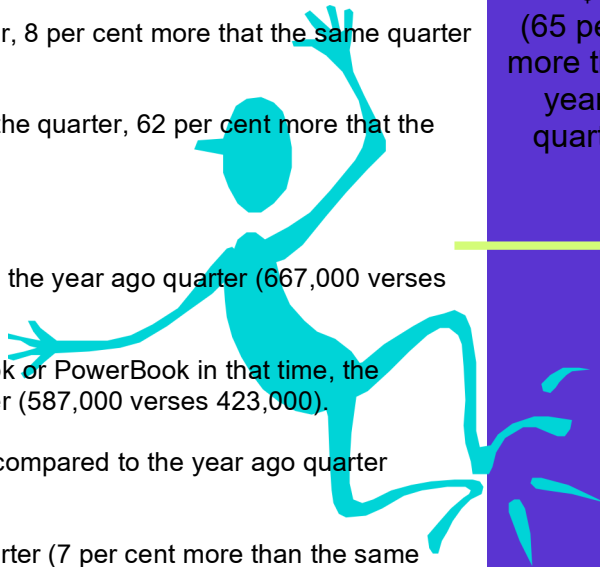 r, 8 per cent more that the same quarter
the quarter, 62 per cent more that the
the year ago quarter (667,000 verses
k or PowerBook in that time, the
r (587,000 verses 423,000).
compared to the year ago quarter
rter (7 per cent more than the same
(65 pe
more t
year
quart